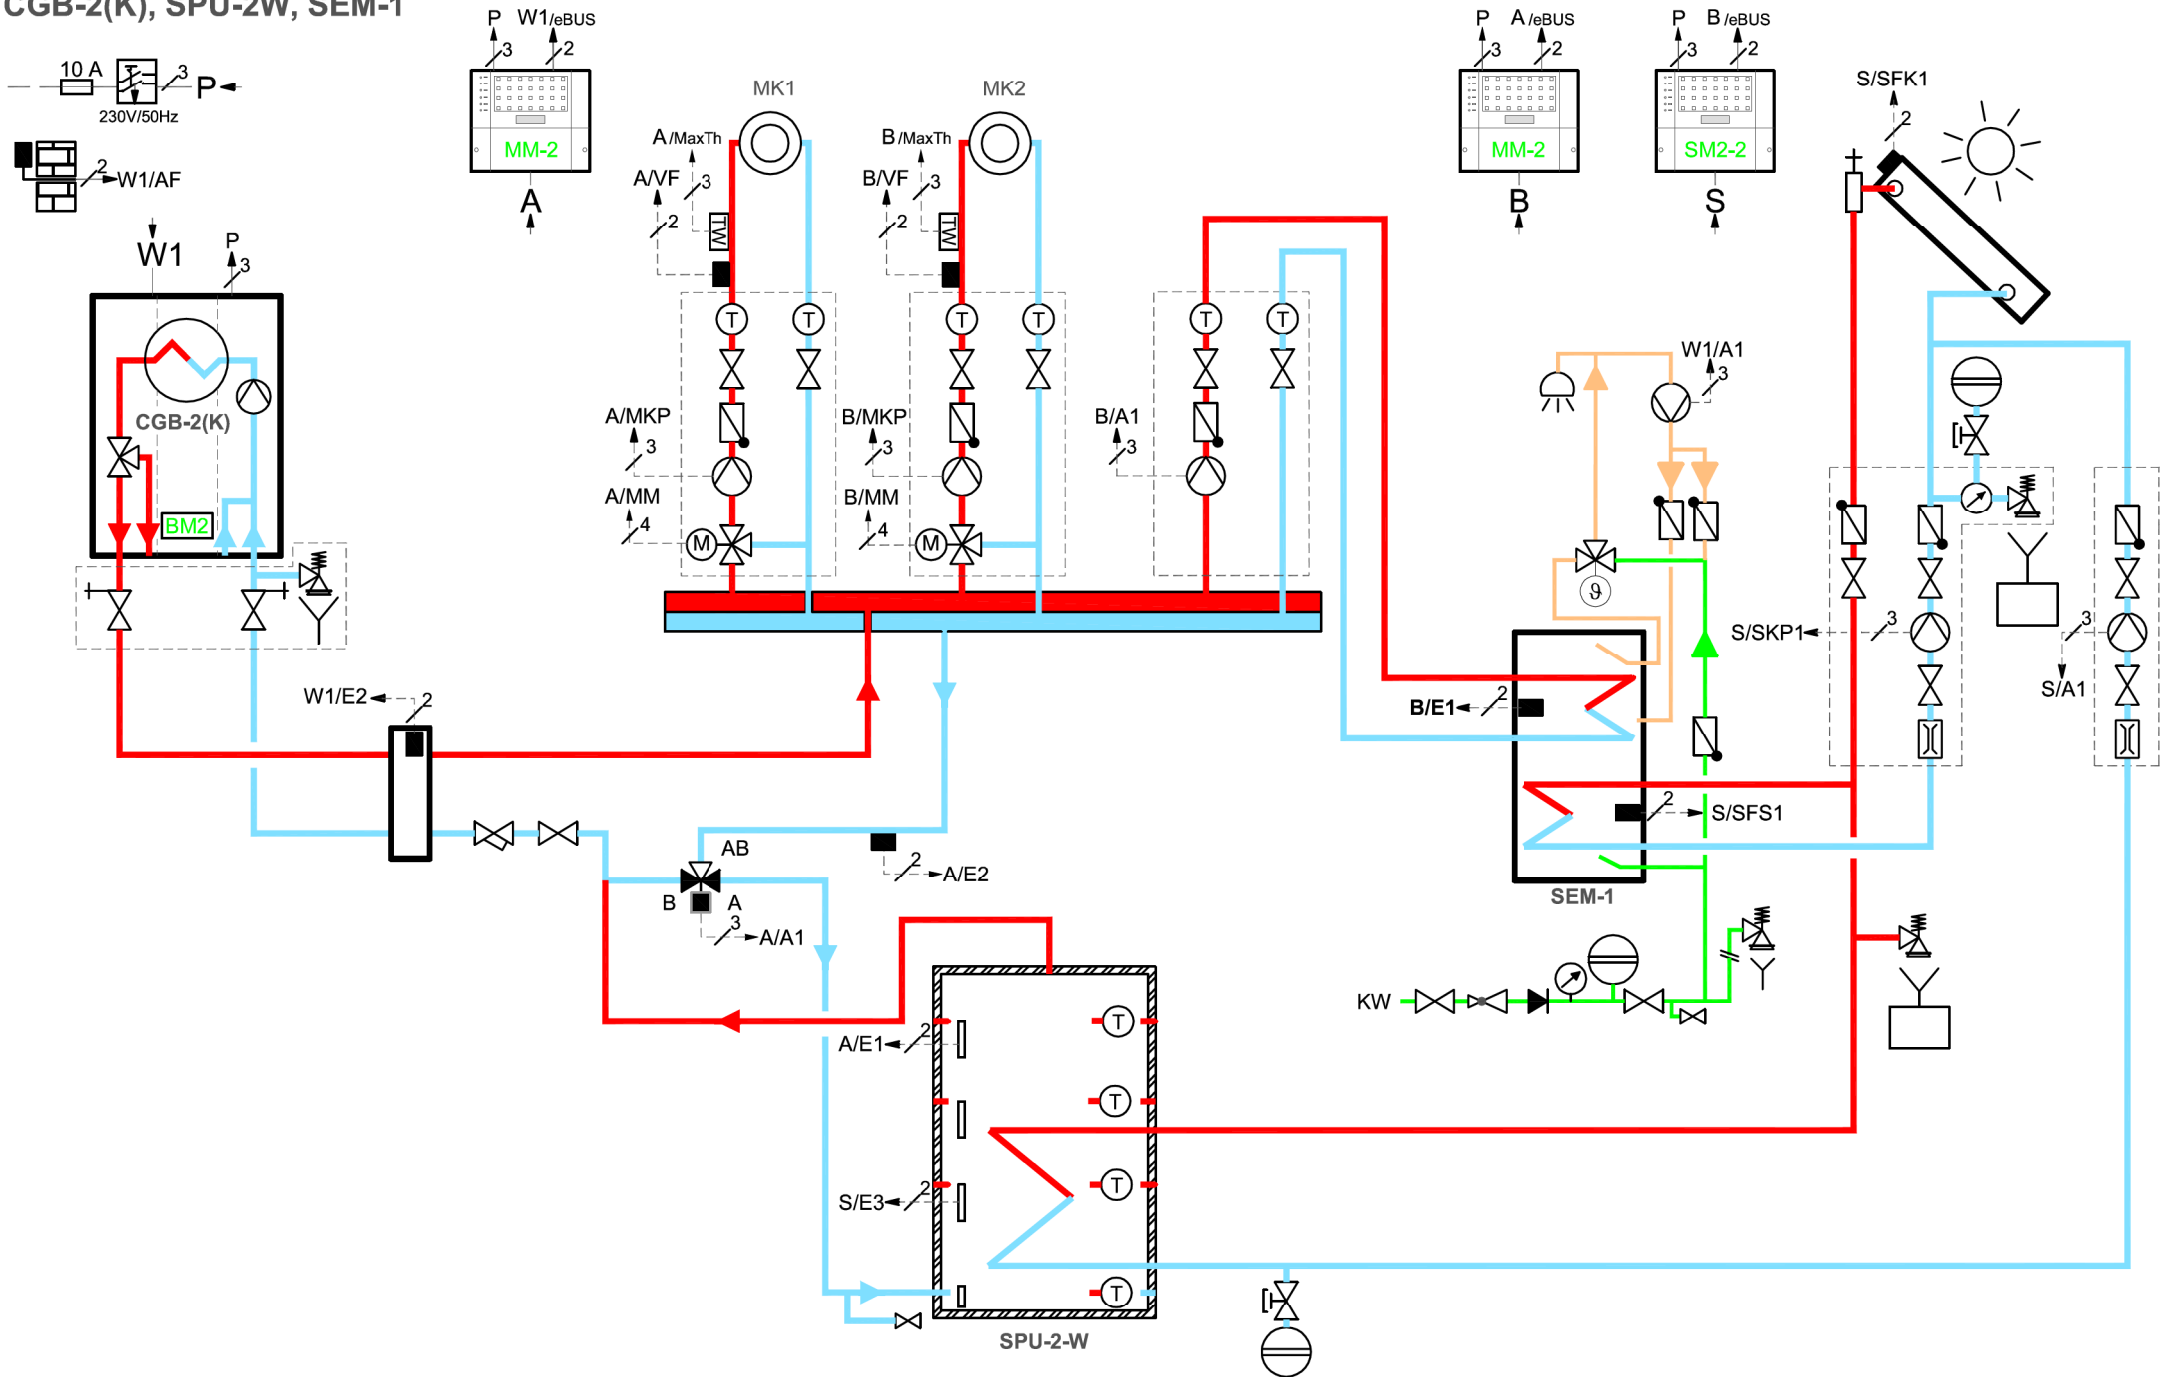 CGB-2(K), SPU-2W, SEM-1
P W1/eBUS
3 2
P A/eBUS
3 2
P B/eBUS
3 2
10 A
3
P
230V/50Hz
MM-2
A
MM-2
B
SM2-2
S
S/SFK1
2
MK1
MK2
2
W1/AF
A/MaxTh
3
A/VF
2
TW
B/MaxTh
3
B/VF
2
TW
W1
P
3
CGB-2(K)
BM2
T T
T T
T T
A/MKP
3
A/MM
4
M
B/MKP
3
B/MM
4
M
B/A1
3
W1/A1
3
ϑ
S/SKP1
3
3
S/A1
W1/E2
2
B/E1
2
2
S/SFS1
SEM-1
AB
B A
3
A/A1
2
A/E2
KW
A/E1
2
T
T
S/E3
2
T
T
SPU-2-W